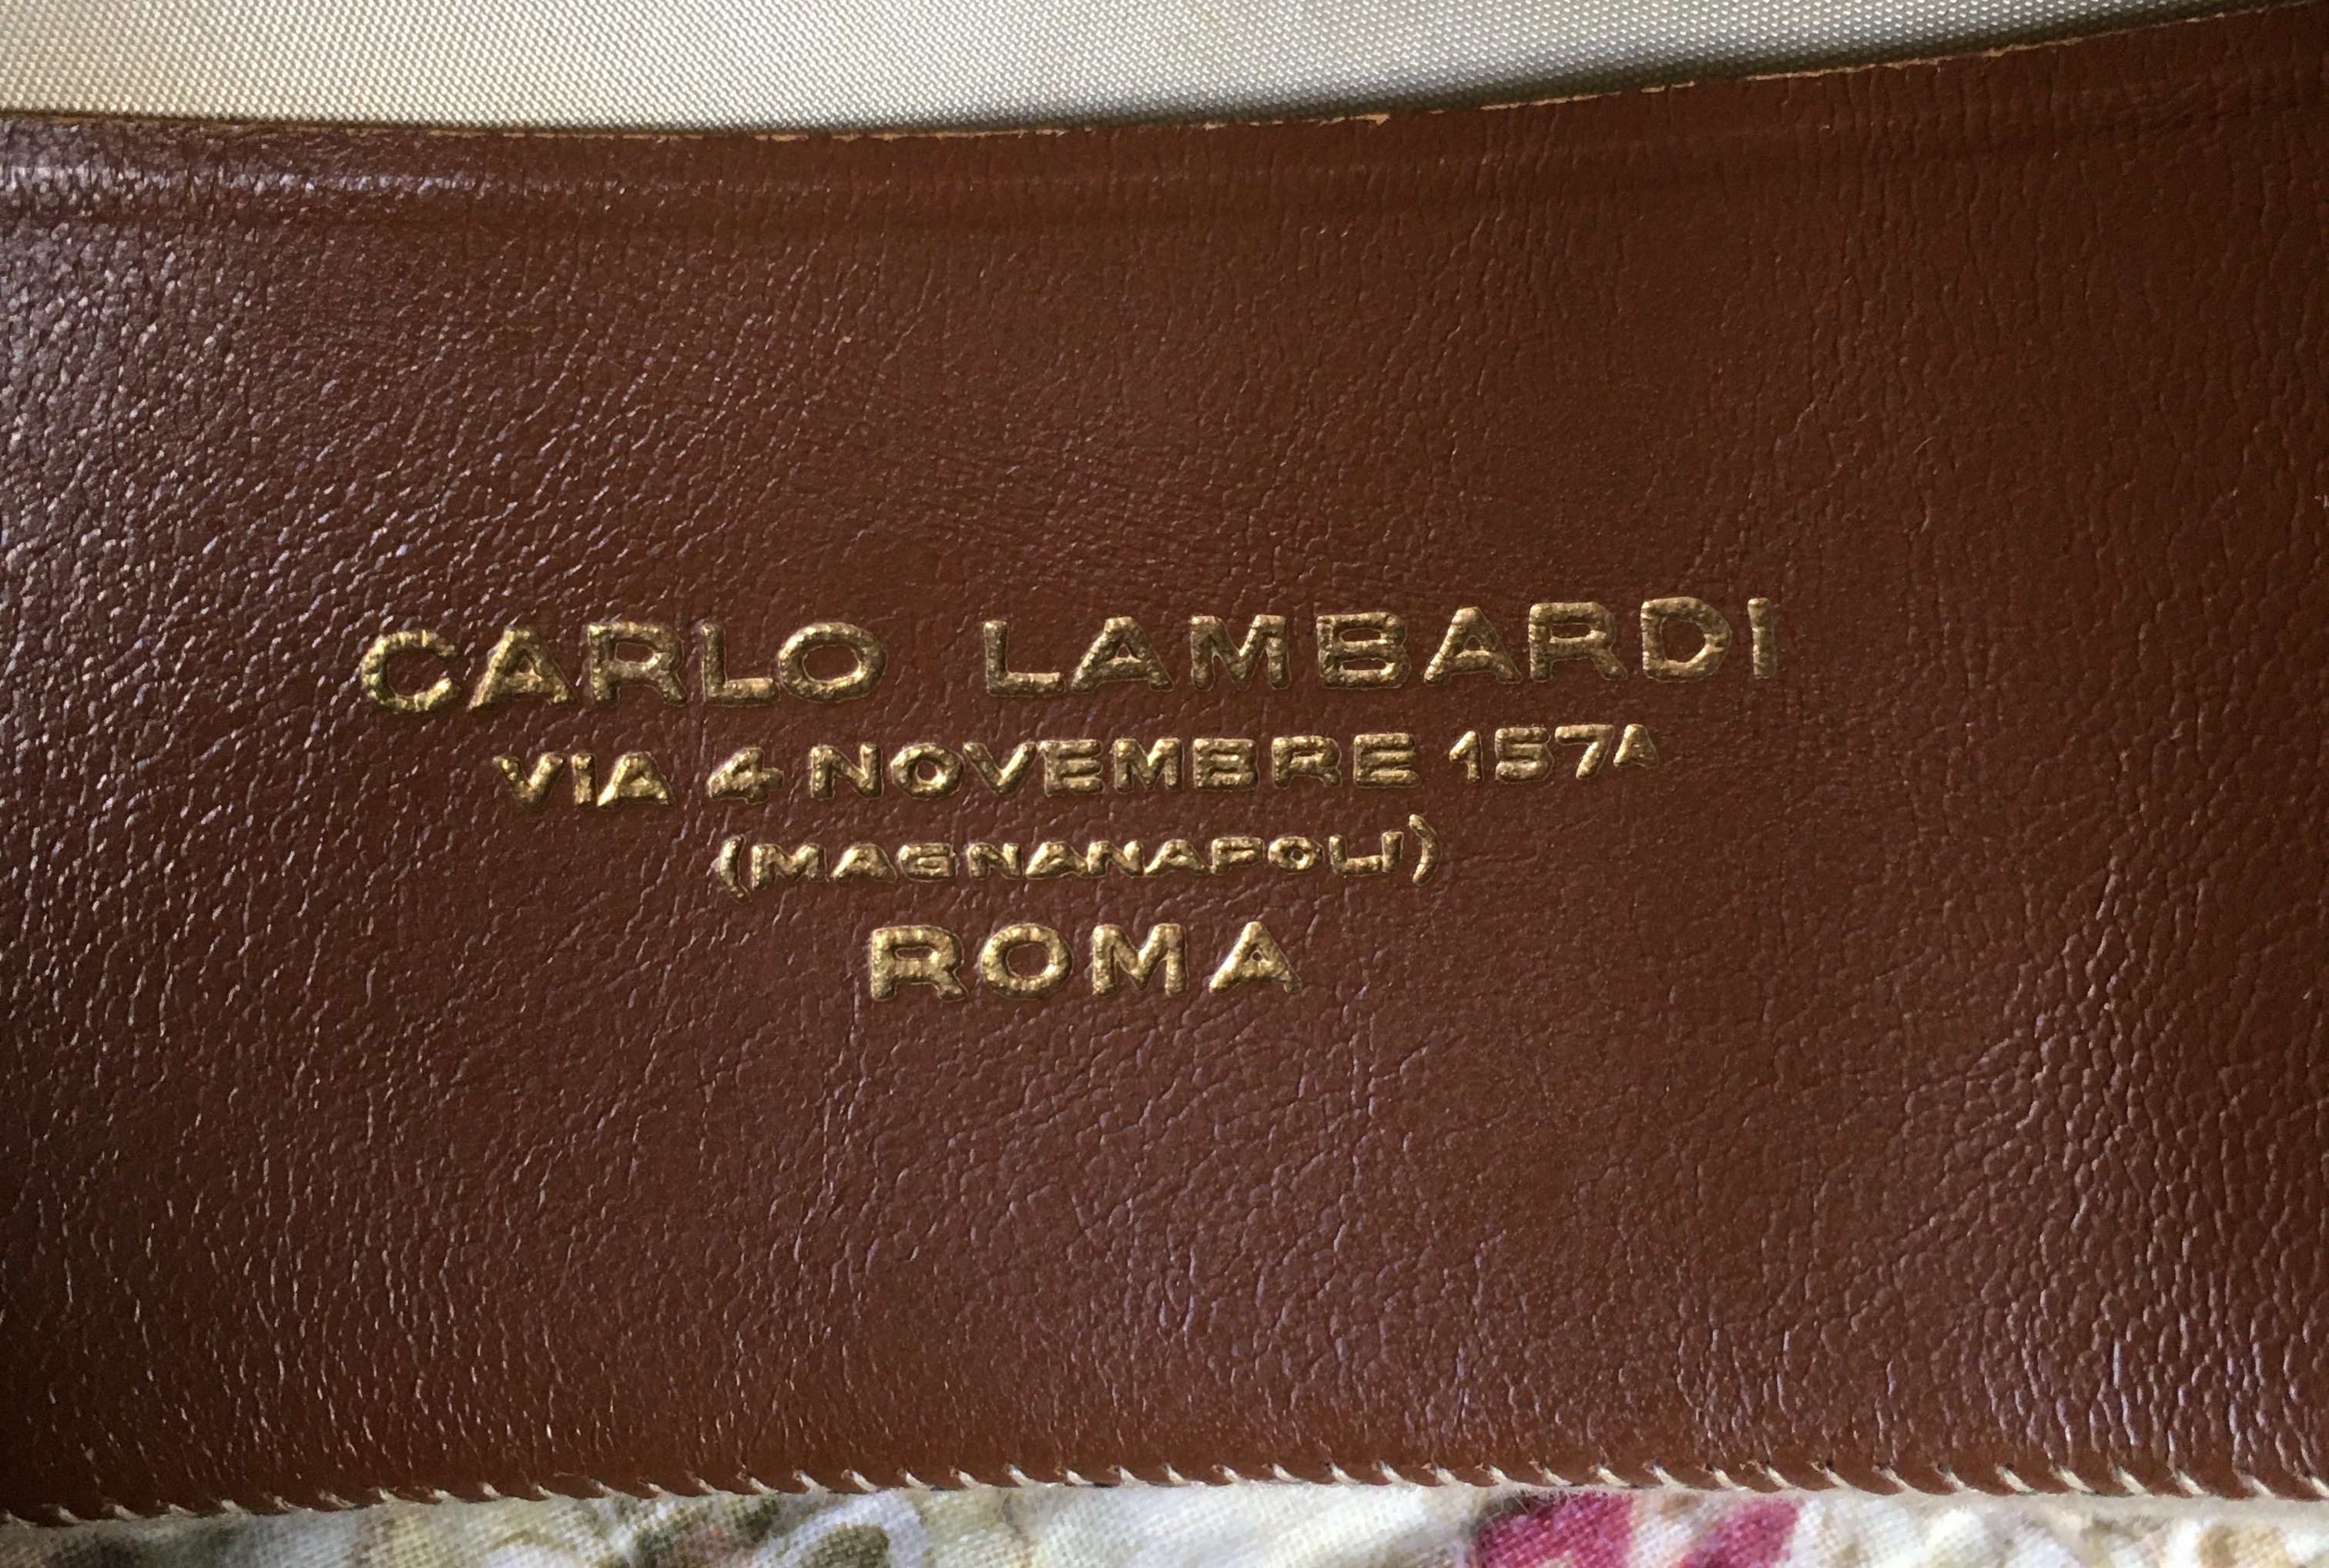 CARLO LAMBARDI
VIA 4 NOVEMBRE 157A
(MAGNANAPOLI)
ROMA